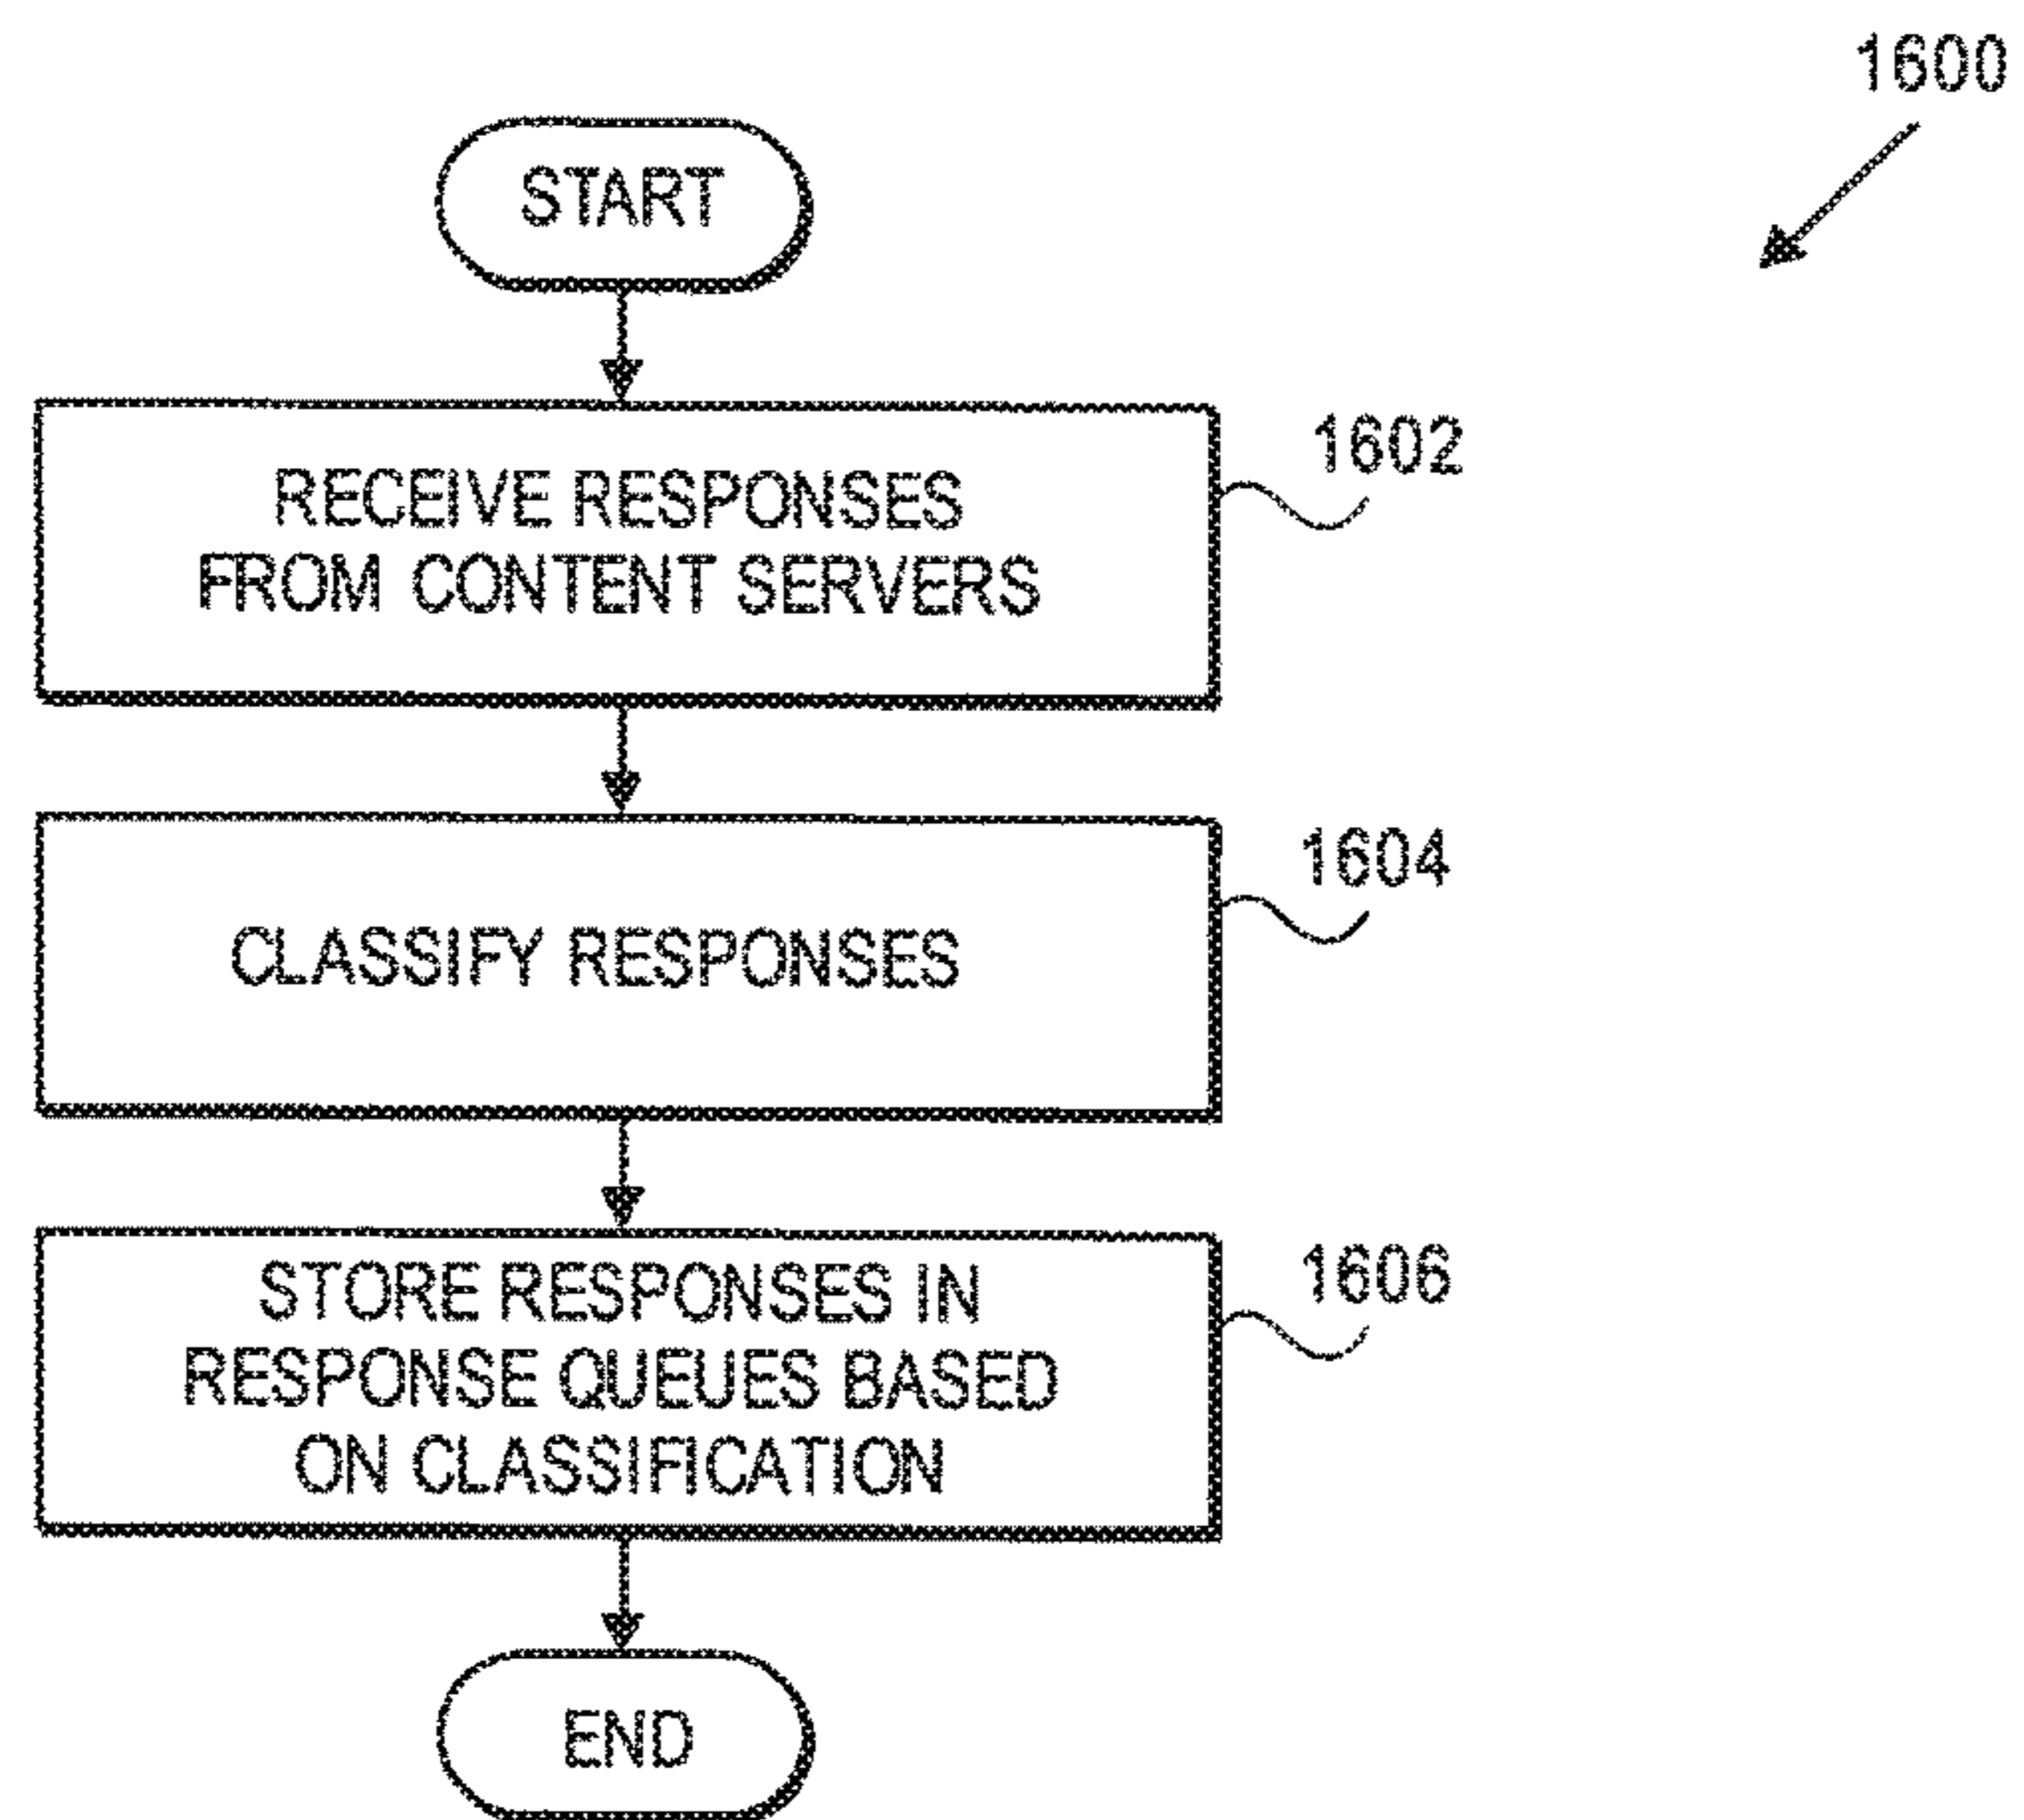 1600
START
RECEIVE RESPONSES
FROM CONTENT SERVERS
1602
CLASSIFY RESPONSES
1604
STORE RESPONSES IN
RESPONSE QUEUES BASED
ON CLASSIFICATION
1606
END